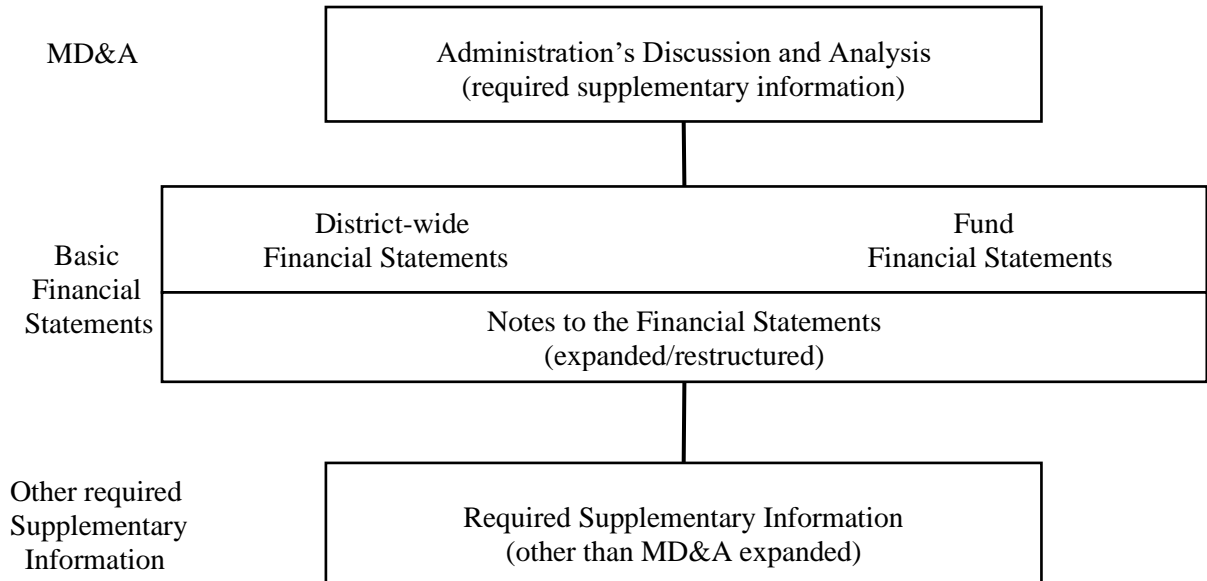 MD&A
Administration’s Discussion and Analysis
(required supplementary information)
Basic
Financial
Statements
District-wide
Financial Statements
Fund
Financial Statements
Notes to the Financial Statements
(expanded/restructured)
Other required
Supplementary
Information
Required Supplementary Information
(other than MD&A expanded)